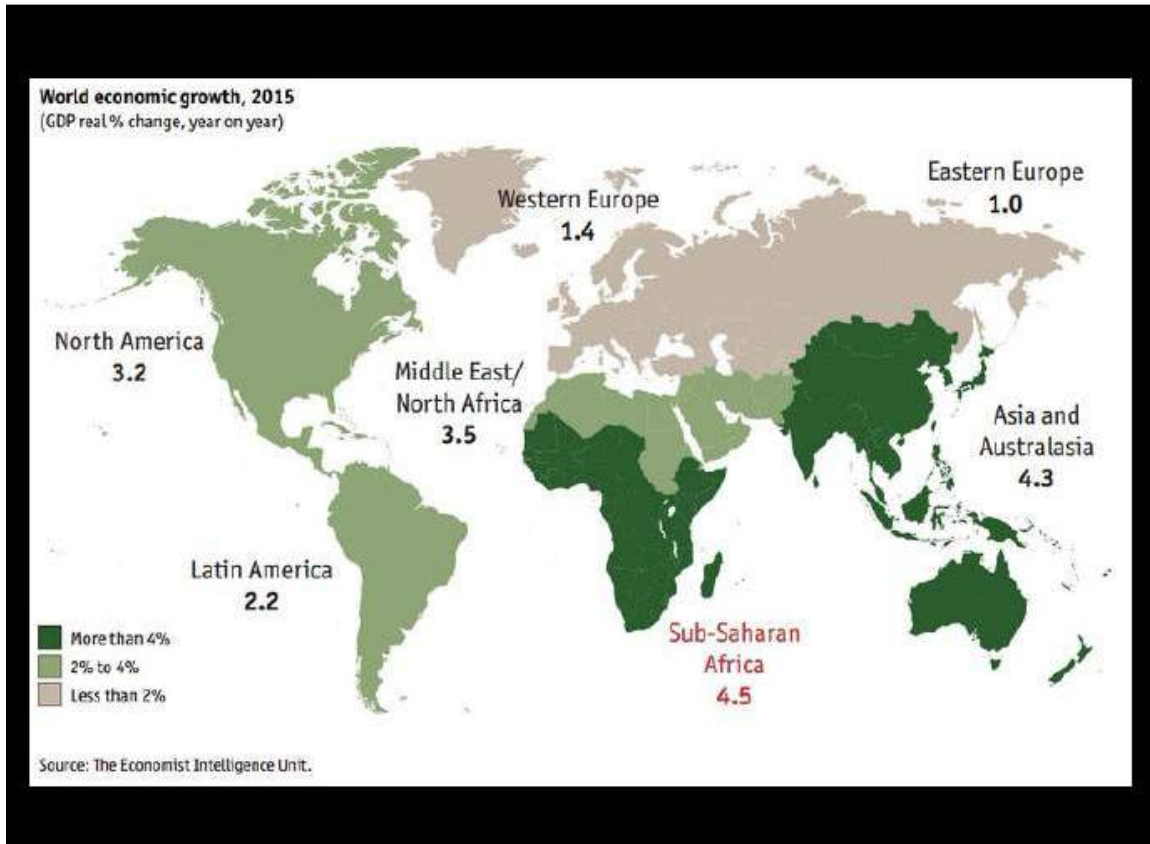 World economic growth, 2015
(GDP real % change, year on year)
Western Europe
1.4
Eastern Europe
1.0
North America
3.2
Middle East/
North Africa
3.5
Asia and
Australasia
4.3
Latin America
2.2
Sub-Saharan
Africa
4.5
More than 4%
2% to 4%
Less than 2%
Source: The Economist Intelligence Unit.